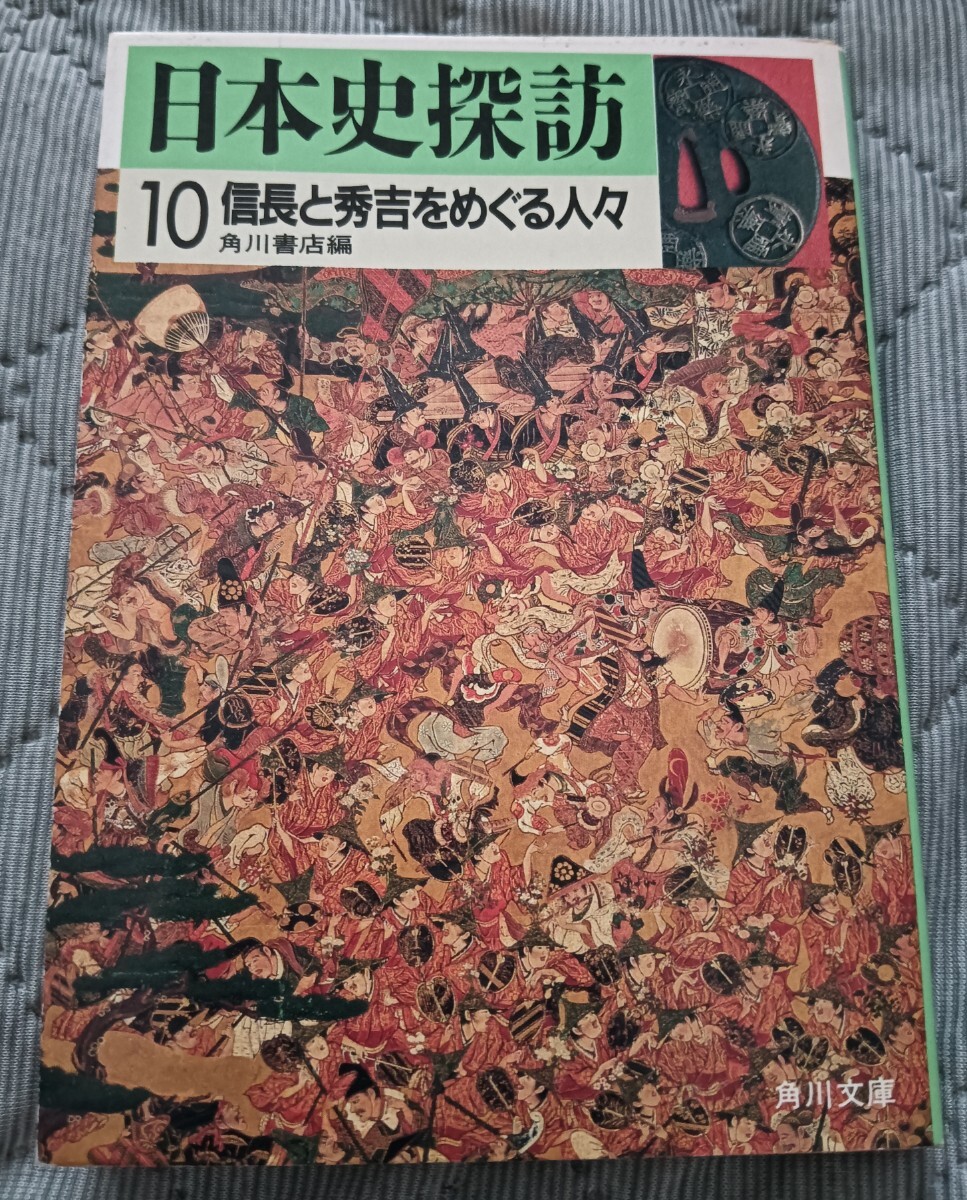 日本史探訪
10 信長と秀吉をめぐる人々
角川書店編
角川文庫